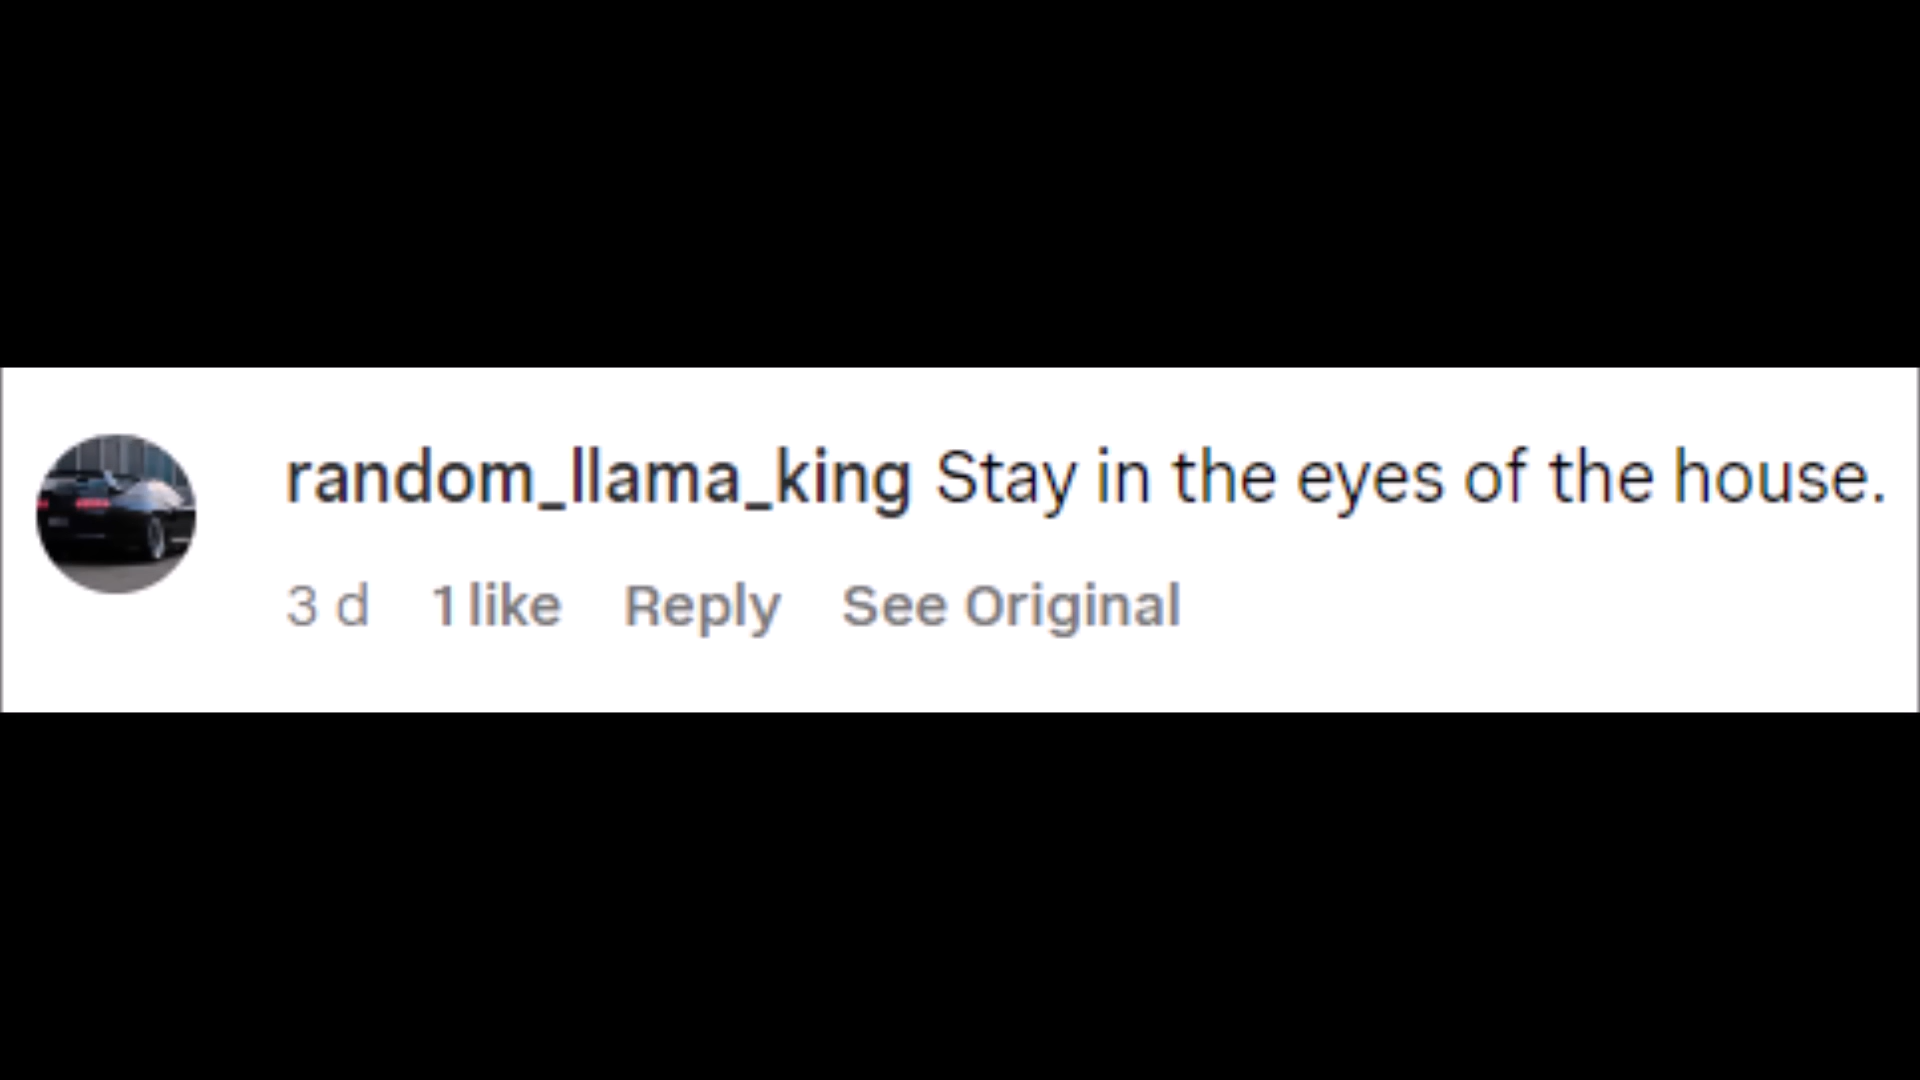 random_llama_king Stay in the eyes of the house.
3 d 1 like Reply See Original